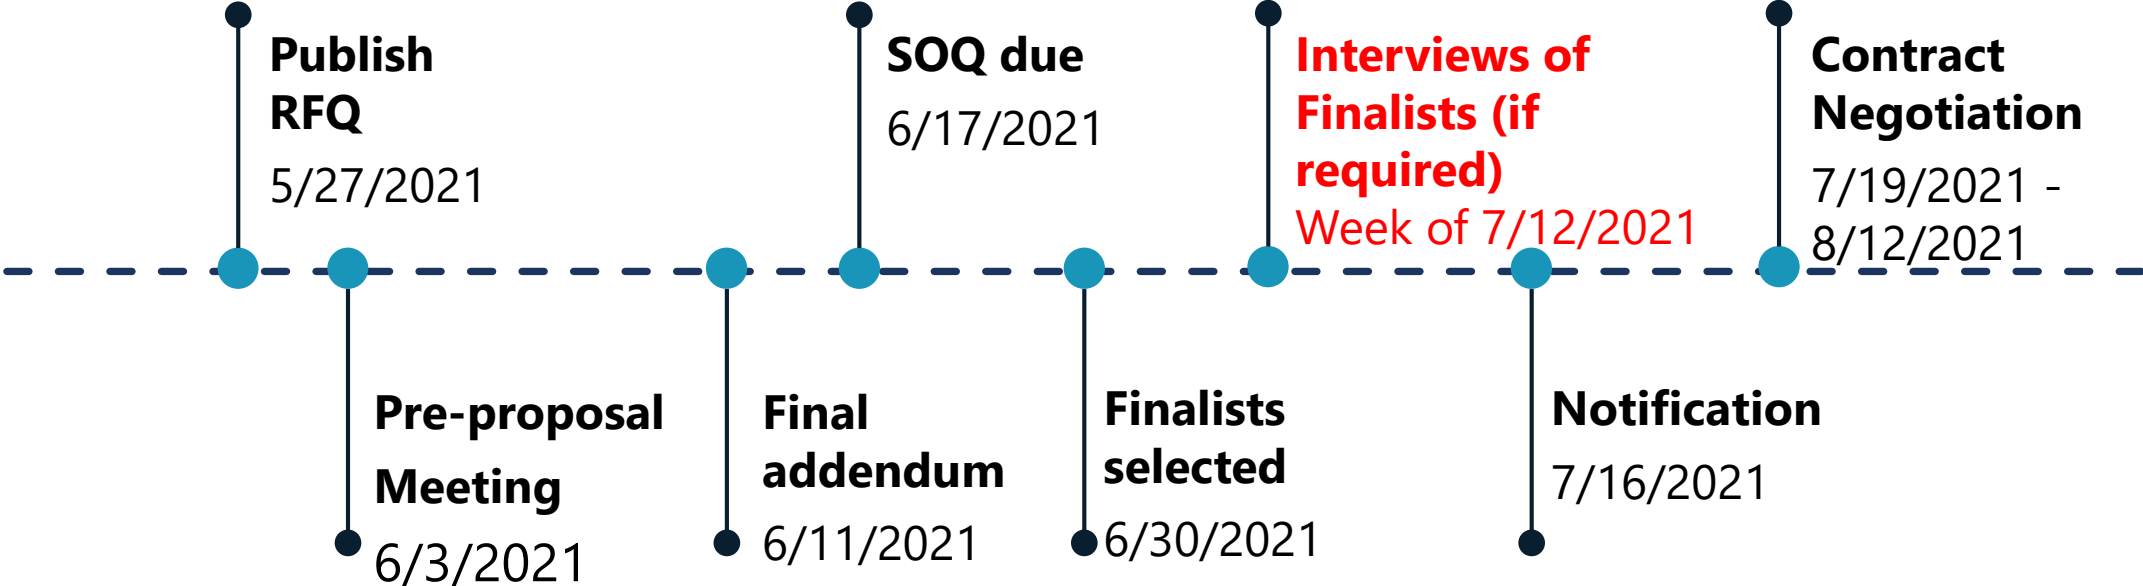 Publish
RFQ
5/27/2021
SOQ due
6/17/2021
Interviews of
Finalists (if
required)
Week of 7/12/2021
Contract
Negotiation
7/19/2021 -
8/12/2021
Pre-proposal
Meeting
6/3/2021
Final
addendum
6/11/2021
Finalists
selected
6/30/2021
Notification
7/16/2021